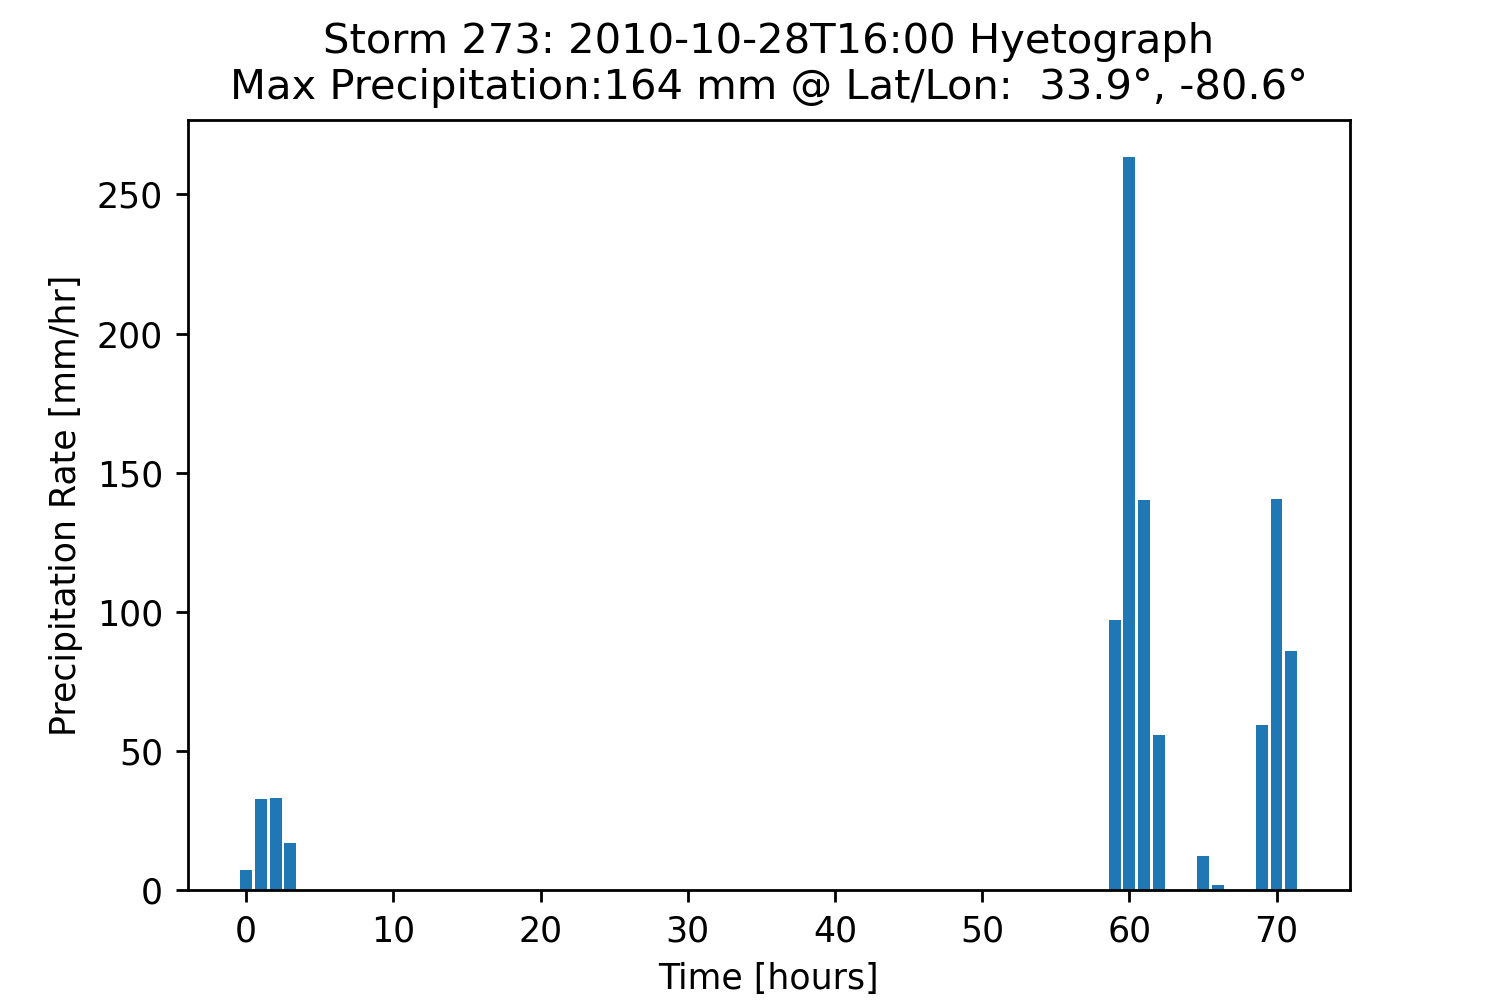 Storm 273: 2010-10-28T16:00 Hyetograph
Max Precipitation:164 mm @ Lat/Lon:  33.9°, -80.6°
250
200
150
100
50
0
Precipitation Rate [mm/hr]
0 10 20 30 40 50 60 70
Time [hours]